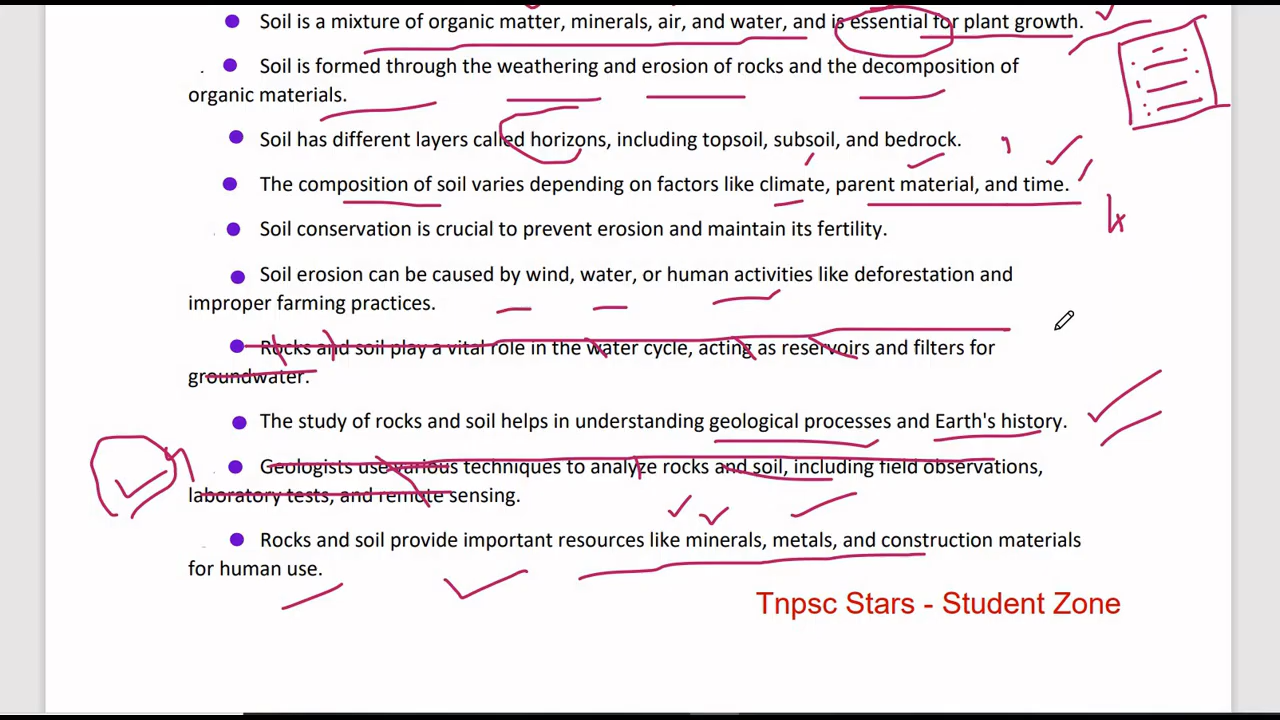 Soil is a mixture of organic matter, minerals, air, and water, and is essential for plant growth.
Soil is formed through the weathering and erosion of rocks and the decomposition of
organic materials.
Soil has different layers called horizons, including topsoil, subsoil, and bedrock.
The composition of soil varies depending on factors like climate, parent material, and time.
Soil conservation is crucial to prevent erosion and maintain its fertility.
Soil erosion can be caused by wind, water, or human activities like deforestation and
improper farming practices.
Rocks and soil play a vital role in the water cycle, acting as reservoirs and filters for
groundwater.
The study of rocks and soil helps in understanding geological processes and Earth's history.
Geologists use various techniques to analyze rocks and soil, including field observations,
laboratory tests, and remote sensing.
Rocks and soil provide important resources like minerals, metals, and construction materials
for human use.
Tnpsc Stars - Student Zone